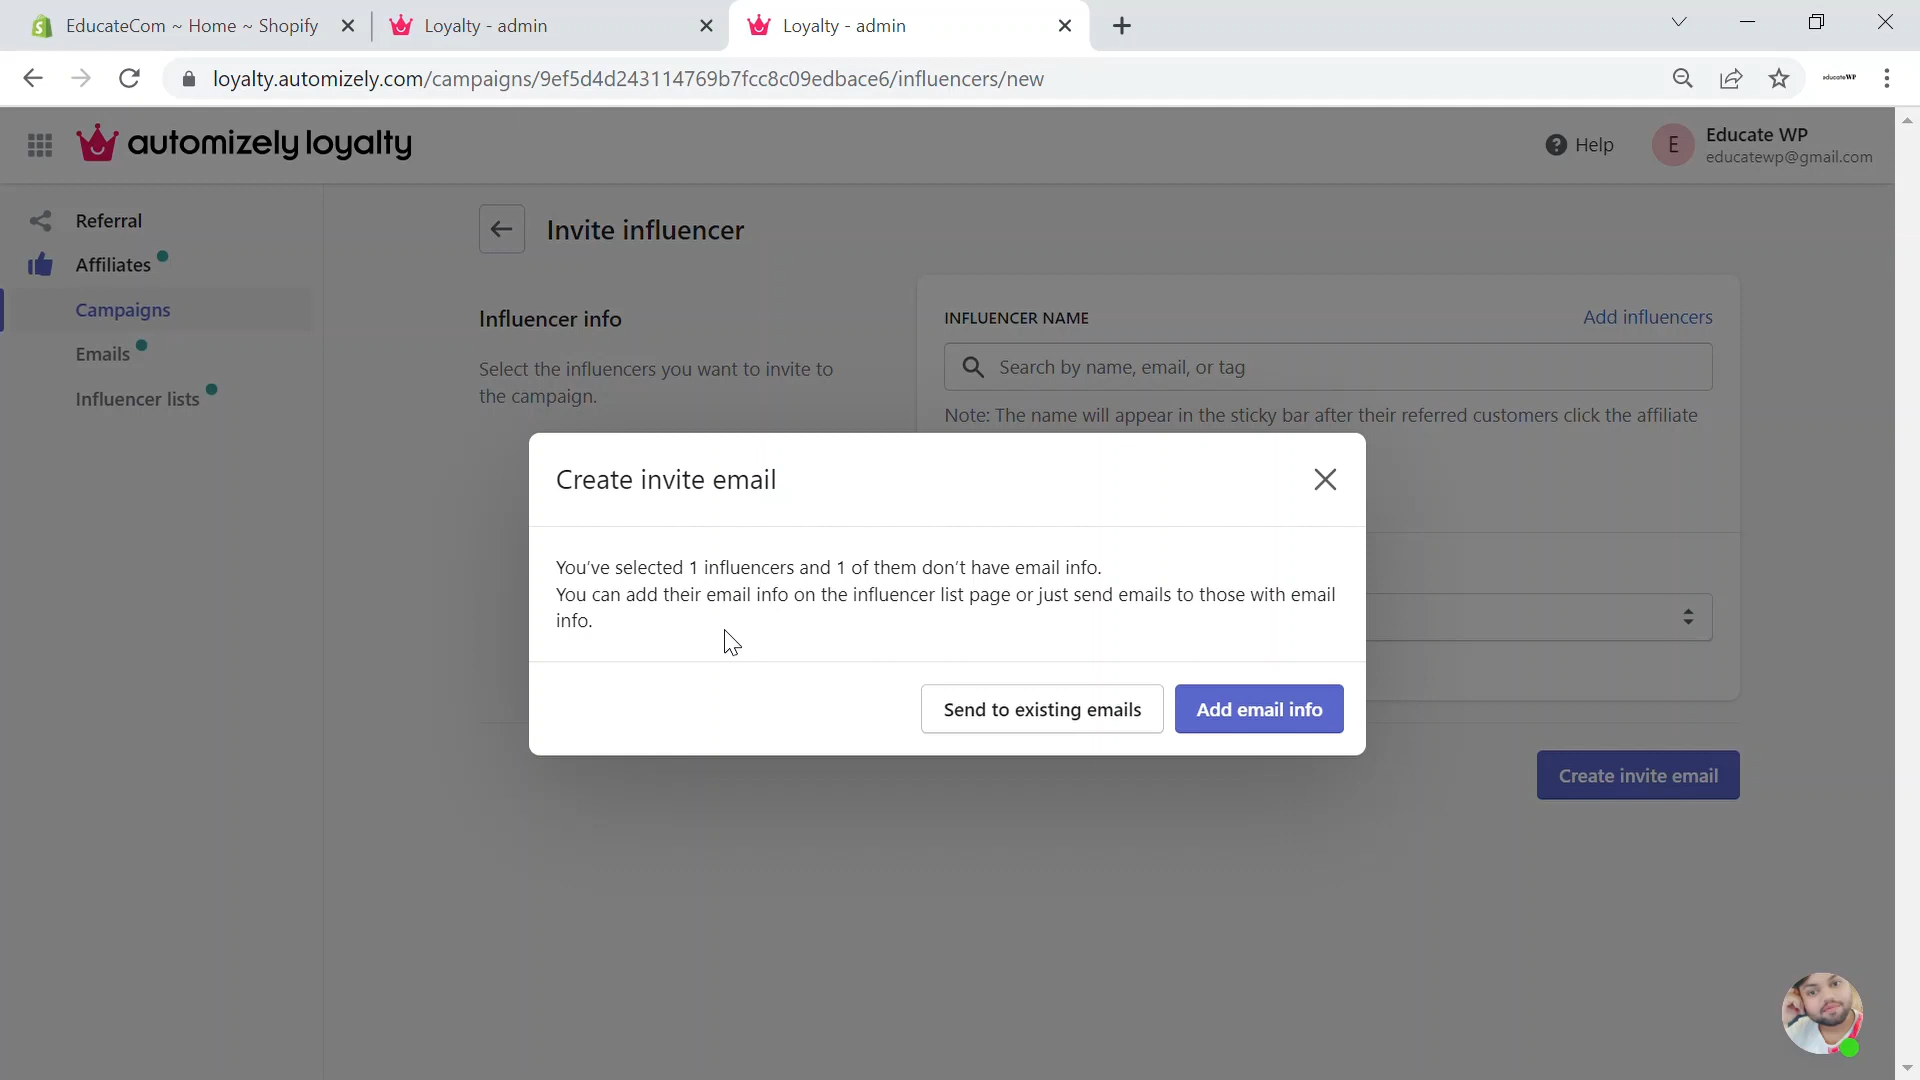 EducateCom ~ Home ~ Shopify
Loyalty - admin
Loyalty - admin
loyalty.automizely.com/campaigns/9ef5d4d243114769b7fcc8c09edbace6/influencers/new
educateWP
automizely loyalty
Help
E
Educate WP
educatewp@gmail.com
Referral
Affiliates
Campaigns
Emails
Influencer lists
Invite influencer
Influencer info
Select the influencers you want to invite to
the campaign.
INFLUENCER NAME
Add influencers
Search by name, email, or tag
Note: The name will appear in the sticky bar after their referred customers click the affiliate
Create invite email
You've selected 1 influencers and 1 of them don't have email info.
You can add their email info on the influencer list page or just send emails to those with email
info.
Send to existing emails
Add email info
Create invite email